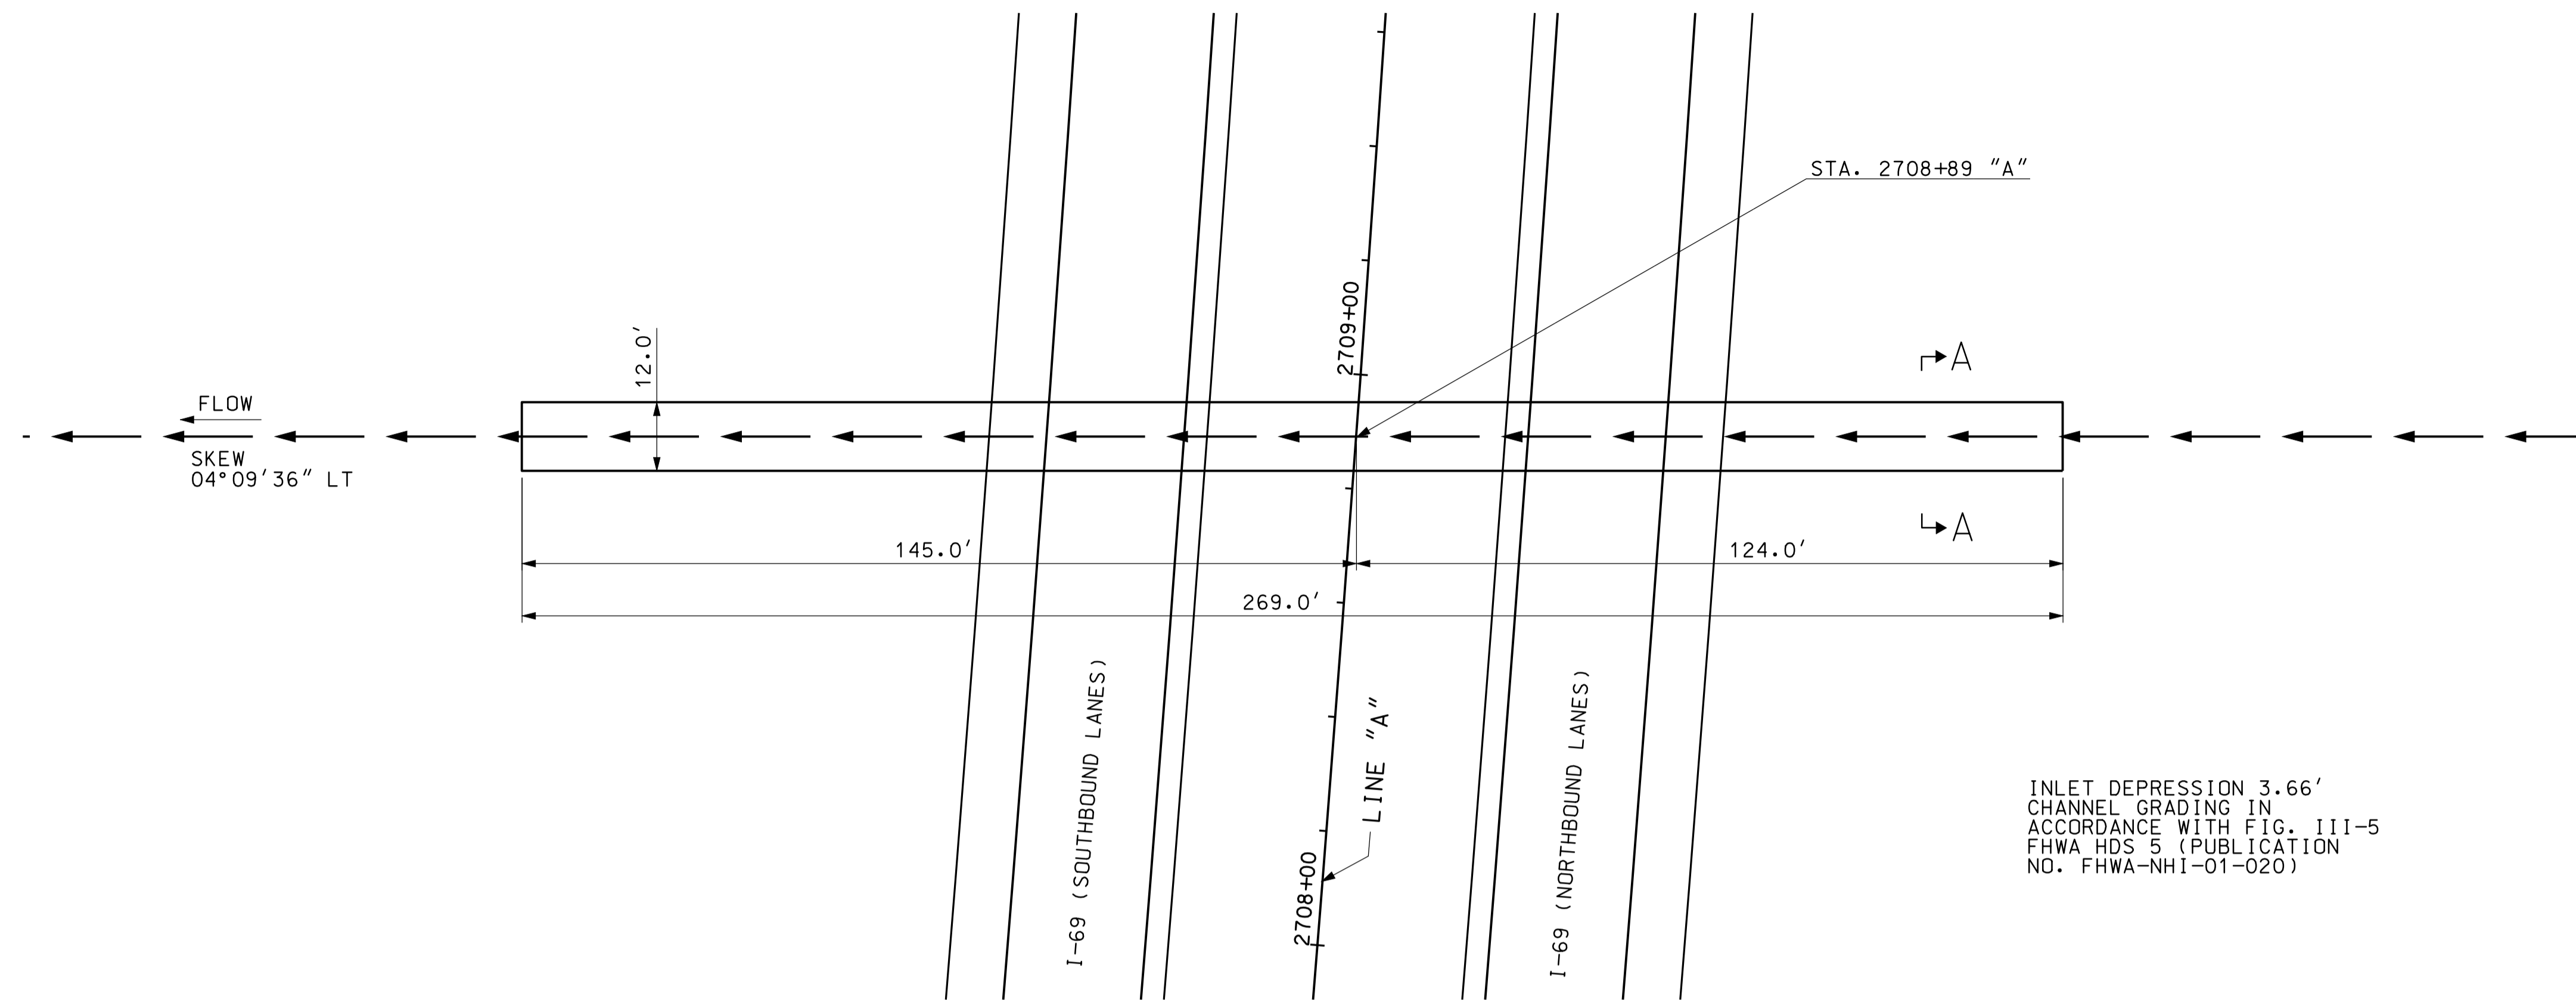 STA. 2708+89 "A"
2709+00
12.0'
A
FLOW
SKEW
04°09'36" LT
A
145.0'
124.0'
269.0'
I-69 (SOUTHBOUND LANES)
LINE "A"
I-69 (NORTHBOUND LANES)
2708+00
INLET DEPRESSION 3.66'
CHANNEL GRADING IN
ACCORDANCE WITH FIG. III-5
FHWA HDS 5 (PUBLICATION
NO. FHWA-NHI-01-020)